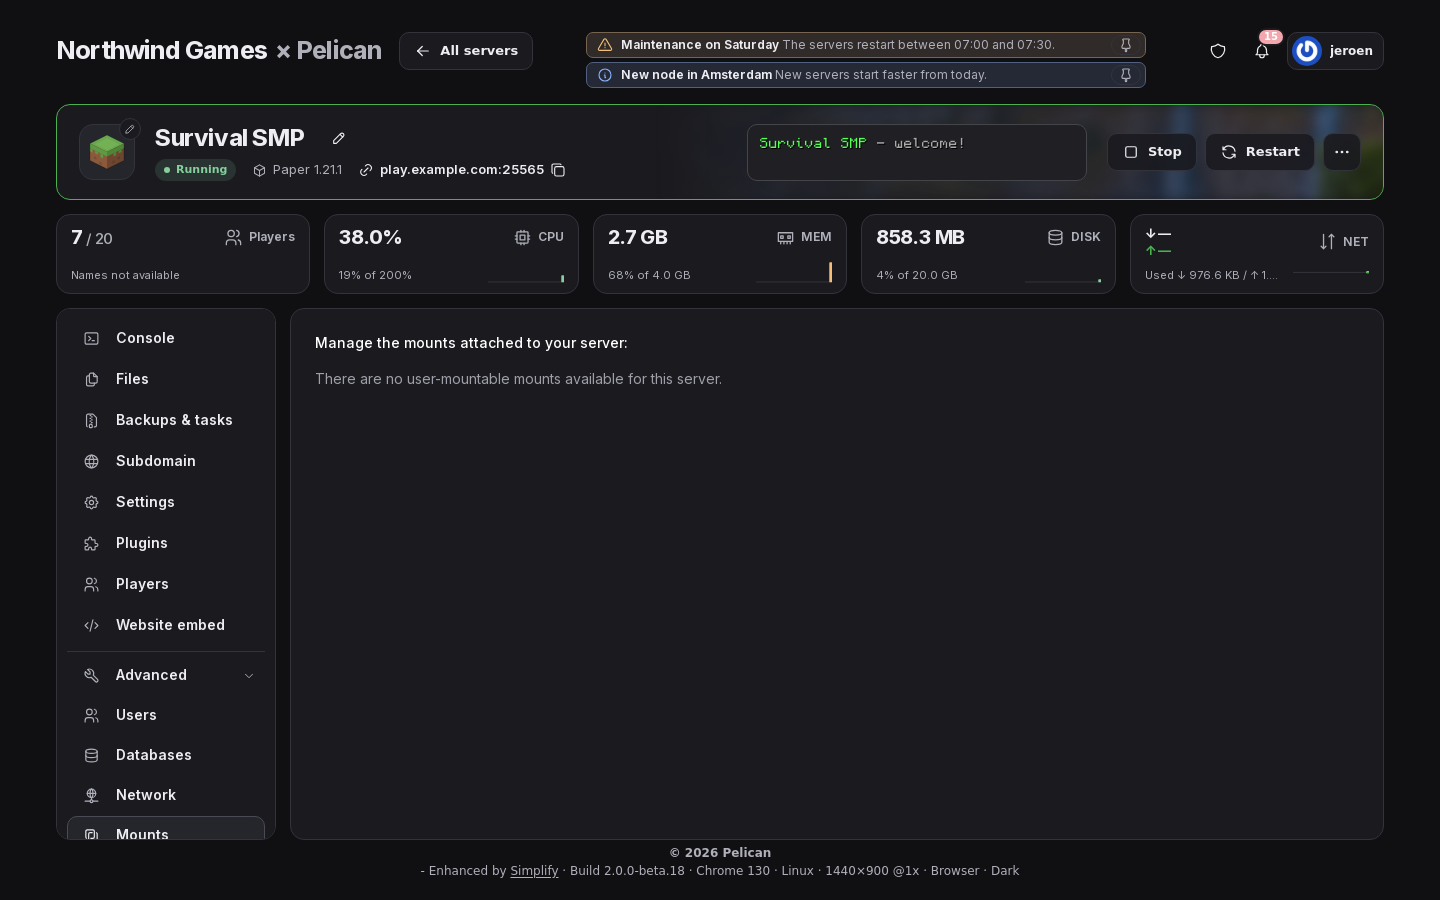 Northwind Games × Pelican
All servers
Maintenance on Saturday The servers restart between 07:00 and 07:30.
New node in Amsterdam New servers start faster from today.
15
jeroen
Survival SMP
Running
Paper 1.21.1
play.example.com:25565
Survival SMP - welcome!
Stop
Restart
7 / 20
Players
Names not available
38.0%
CPU
19% of 200%
2.7 GB
MEM
68% of 4.0 GB
858.3 MB
DISK
4% of 20.0 GB
↓—
↑—
NET
Used ↓ 976.6 KB / ↑ 1....
Console
Files
Backups & tasks
Subdomain
Settings
Plugins
Players
Website embed
Advanced
Users
Databases
Network
Mounts
Manage the mounts attached to your server:
There are no user-mountable mounts available for this server.
© 2026 Pelican
- Enhanced by Simplify · Build 2.0.0-beta.18 · Chrome 130 · Linux · 1440×900 @1x · Browser · Dark